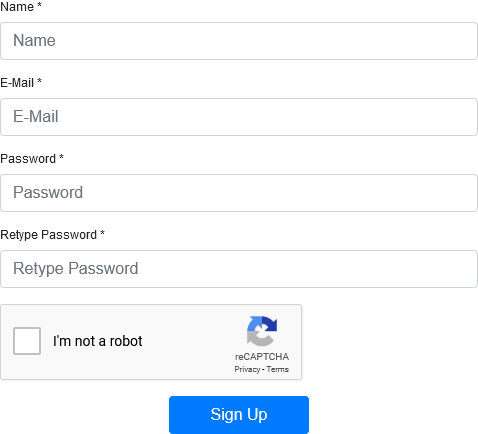 Name *
Name
E-Mail *
E-Mail
Password *
Password
Retype Password *
Retype Password
I'm not a robot
reCAPTCHA
Privacy - Terms
Sign Up